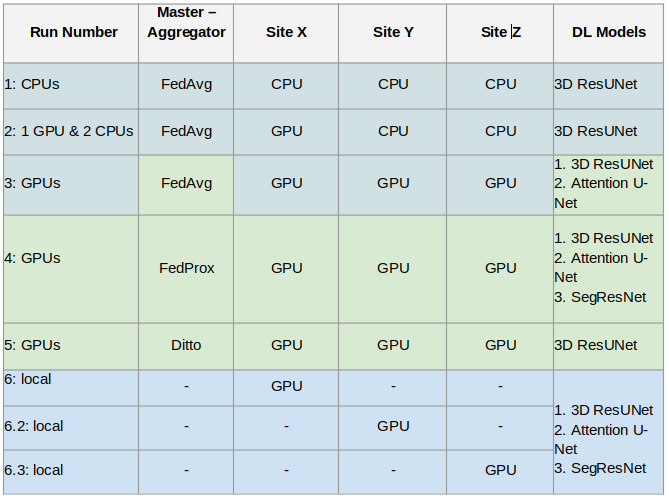 Run Number Master – Aggregator Site X Site Y Site Z DL Models
1: CPUs FedAvg CPU CPU CPU 3D ResUNet
2: 1 GPU & 2 CPUs FedAvg GPU CPU CPU 3D ResUNet
3: GPUs FedAvg GPU GPU GPU 1. 3D ResUNet
2. Attention U-
Net
4: GPUs FedProx GPU GPU GPU 1. 3D ResUNet
2. Attention U-
Net
3. SegResNet
5: GPUs Ditto GPU GPU GPU 3D ResUNet
6: local - GPU - -
6.2: local - - GPU -
6.3: local - - - GPU
1. 3D ResUNet
2. Attention U-
Net
3. SegResNet